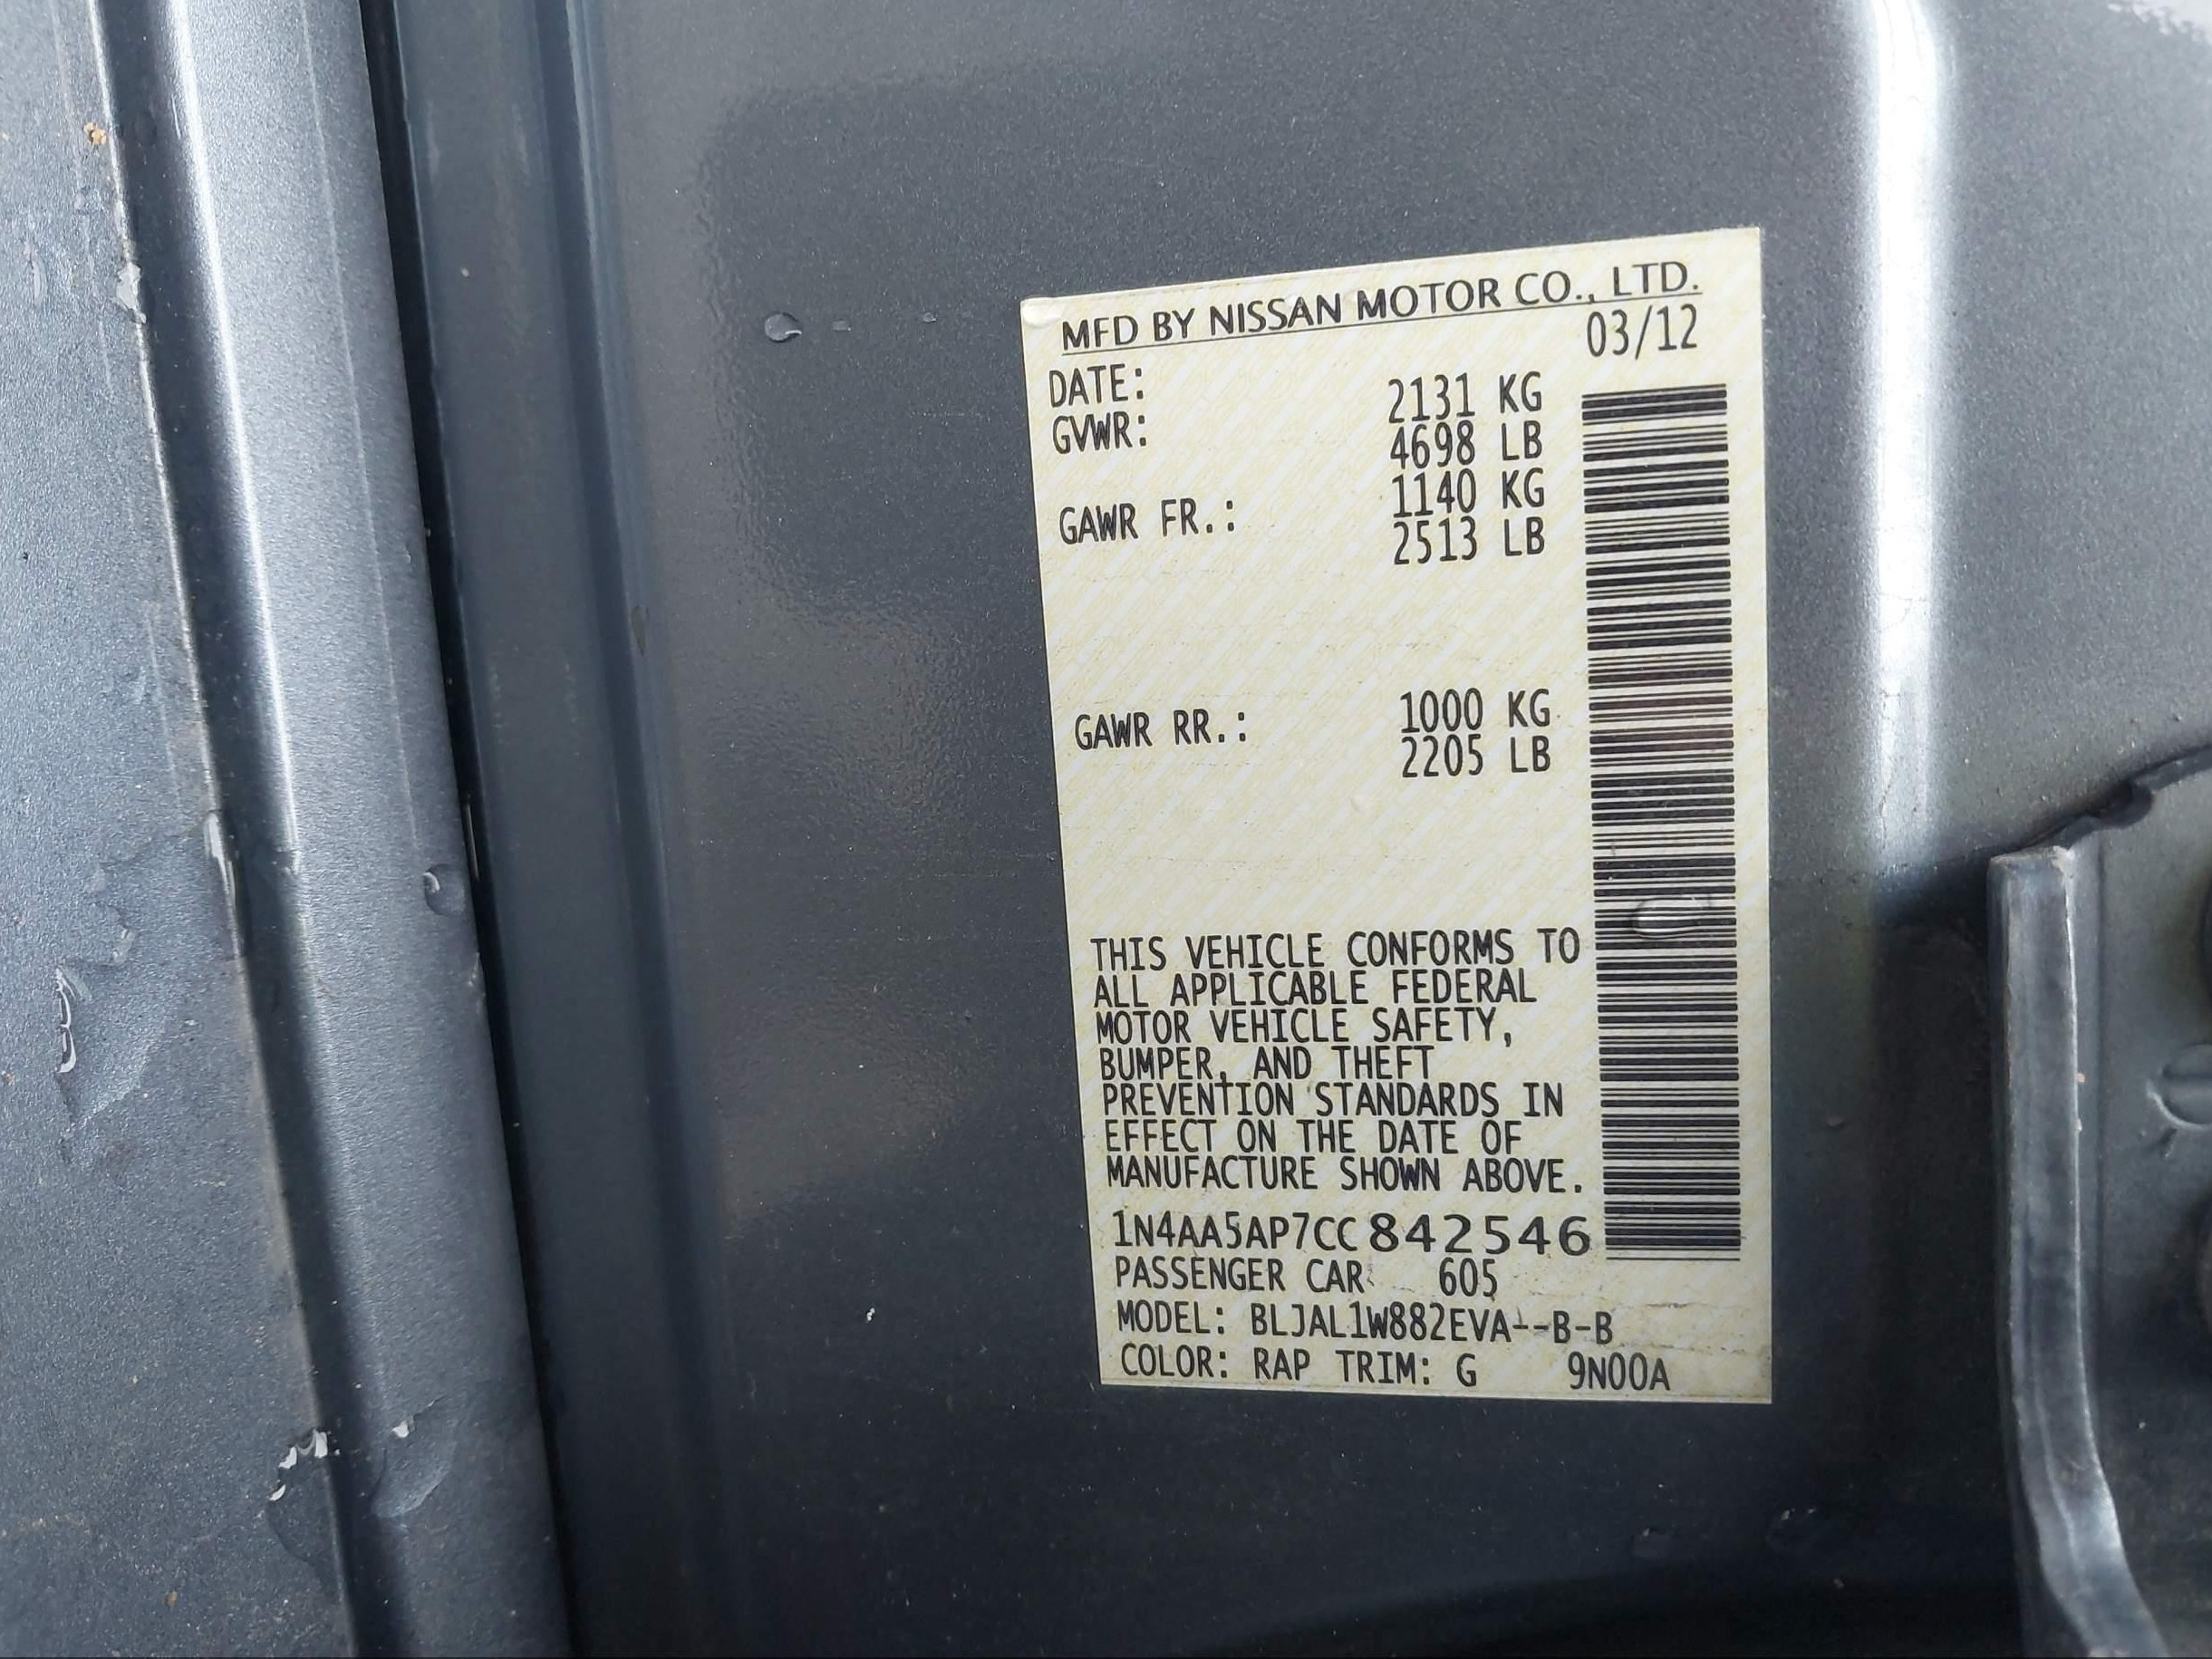 MFD BY NISSAN MOTOR CO., LTD.
DATE: 03/12
GVWR: 2131 KG
4698 LB
GAWR FR.: 1140 KG
2513 LB
GAWR RR.: 1000 KG
2205 LB
THIS VEHICLE CONFORMS TO
ALL APPLICABLE FEDERAL
MOTOR VEHICLE SAFETY,
BUMPER, AND THEFT
PREVENTION STANDARDS IN
EFFECT ON THE DATE OF
MANUFACTURE SHOWN ABOVE.
1N4AA5AP7CC842546
PASSENGER CAR 605
MODEL: BLJAL1W882EVA--B-B
COLOR: RAP TRIM: G 9N00A